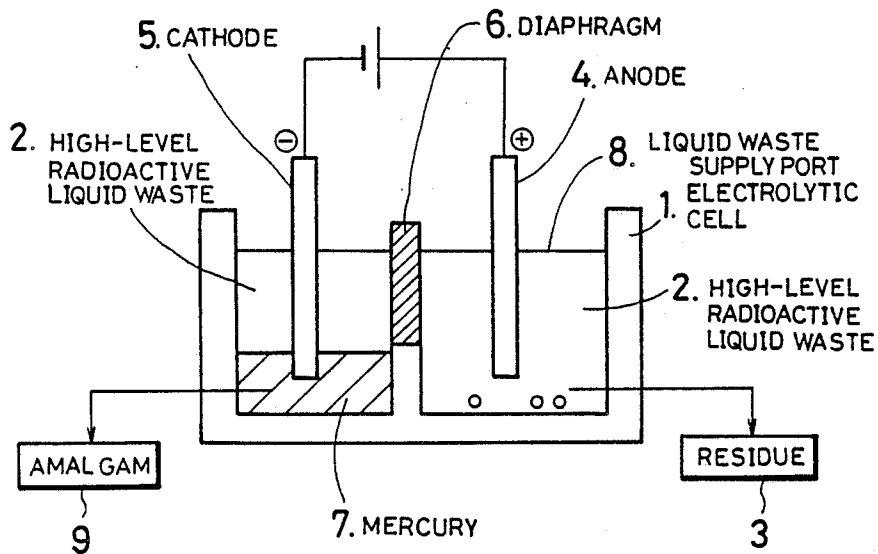 6. DIAPHRAGM
5. CATHODE
4. ANODE
⊖
⊕
2. HIGH-LEVEL
RADIOACTIVE
LIQUID WASTE
8. LIQUID WASTE
SUPPLY PORT
1. ELECTROLYTIC
CELL
2. HIGH-LEVEL
RADIOACTIVE
LIQUID WASTE
AMALGAM
9
7. MERCURY
RESIDUE
3